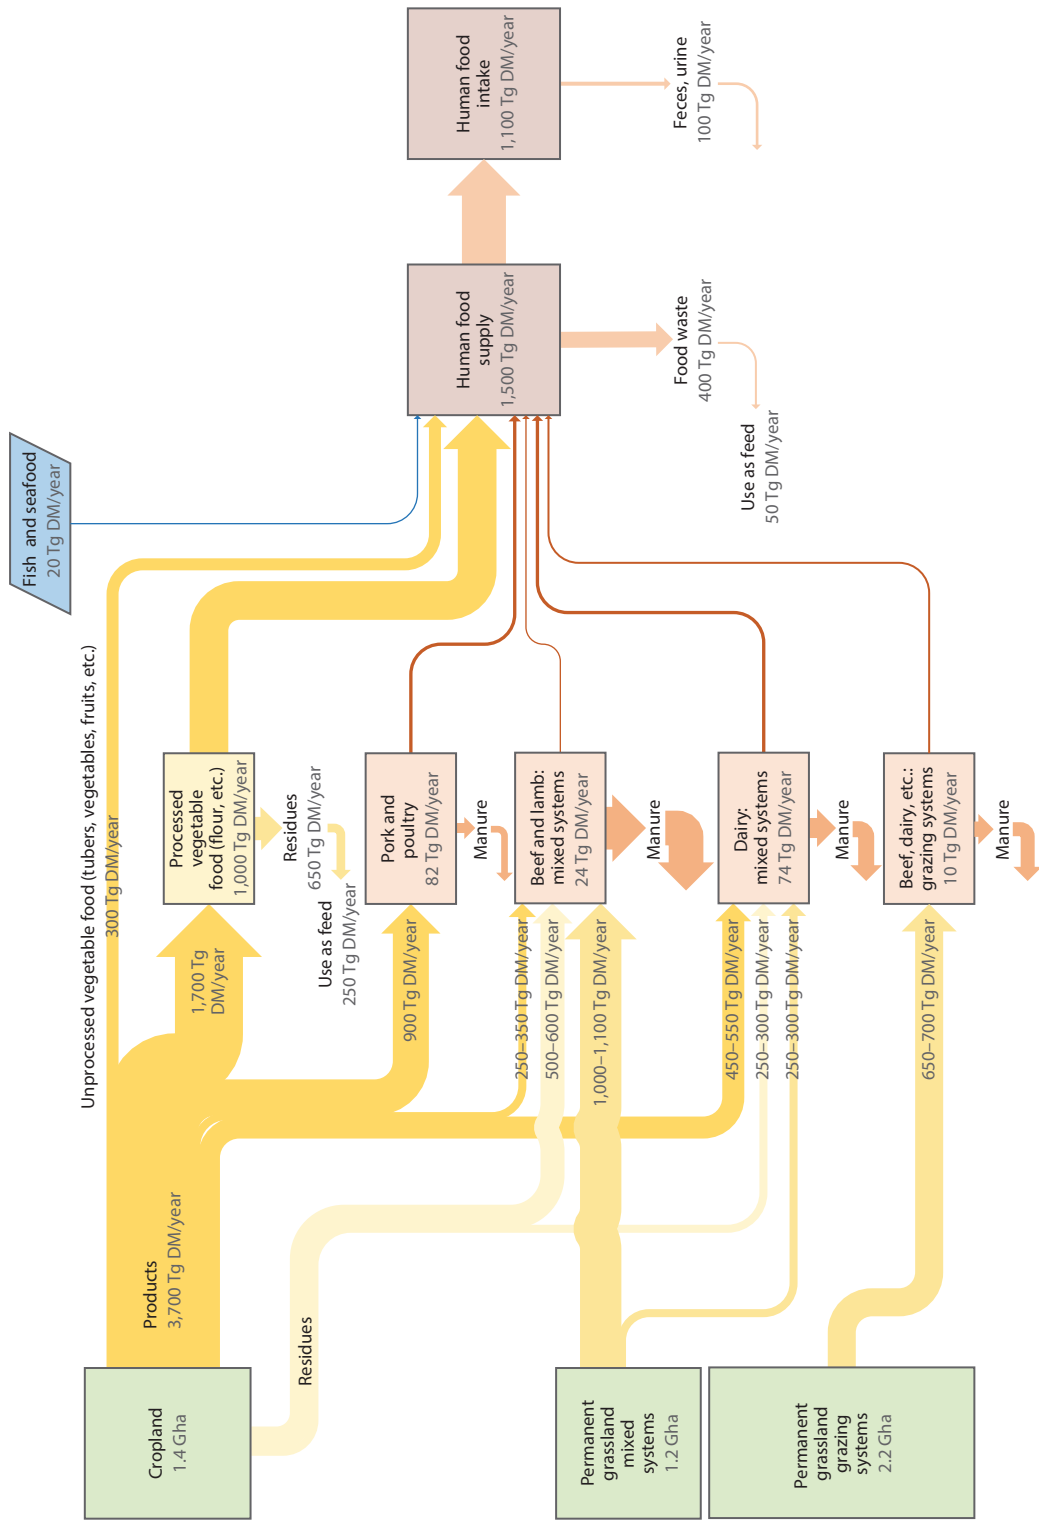 Cropland
1.4 Gha
Products
3,700 Tg DM/year
Residues
Permanent
grassland
mixed
systems
1.2 Gha
Permanent
grassland
grazing
systems
2.2 Gha
Unprocessed vegetable food (tubers, vegetables, fruits, etc.)
300 Tg DM/year
1,700 Tg
DM/year
900 Tg DM/year
250–350 Tg DM/year
500–600 Tg DM/year
1,000–1,100 Tg DM/year
450–550 Tg DM/year
250–300 Tg DM/year
250–300 Tg DM/year
650–700 Tg DM/year
Processed
vegetable
food (flour, etc.)
1,000 Tg DM/year
Residues
650 Tg DM/year
Use as feed
250 Tg DM/year
Pork and
poultry
82 Tg DM/year
Manure
Beef and lamb:
mixed systems
24 Tg DM/year
Manure
Dairy:
mixed systems
74 Tg DM/year
Manure
Beef, dairy, etc.:
grazing systems
10 Tg DM/year
Manure
Fish and seafood
20 Tg DM/year
Human food
supply
1,500 Tg DM/year
Food waste
400 Tg DM/year
Use as feed
50 Tg DM/year
Human food
intake
1,100 Tg DM/year
Feces, urine
100 Tg DM/year